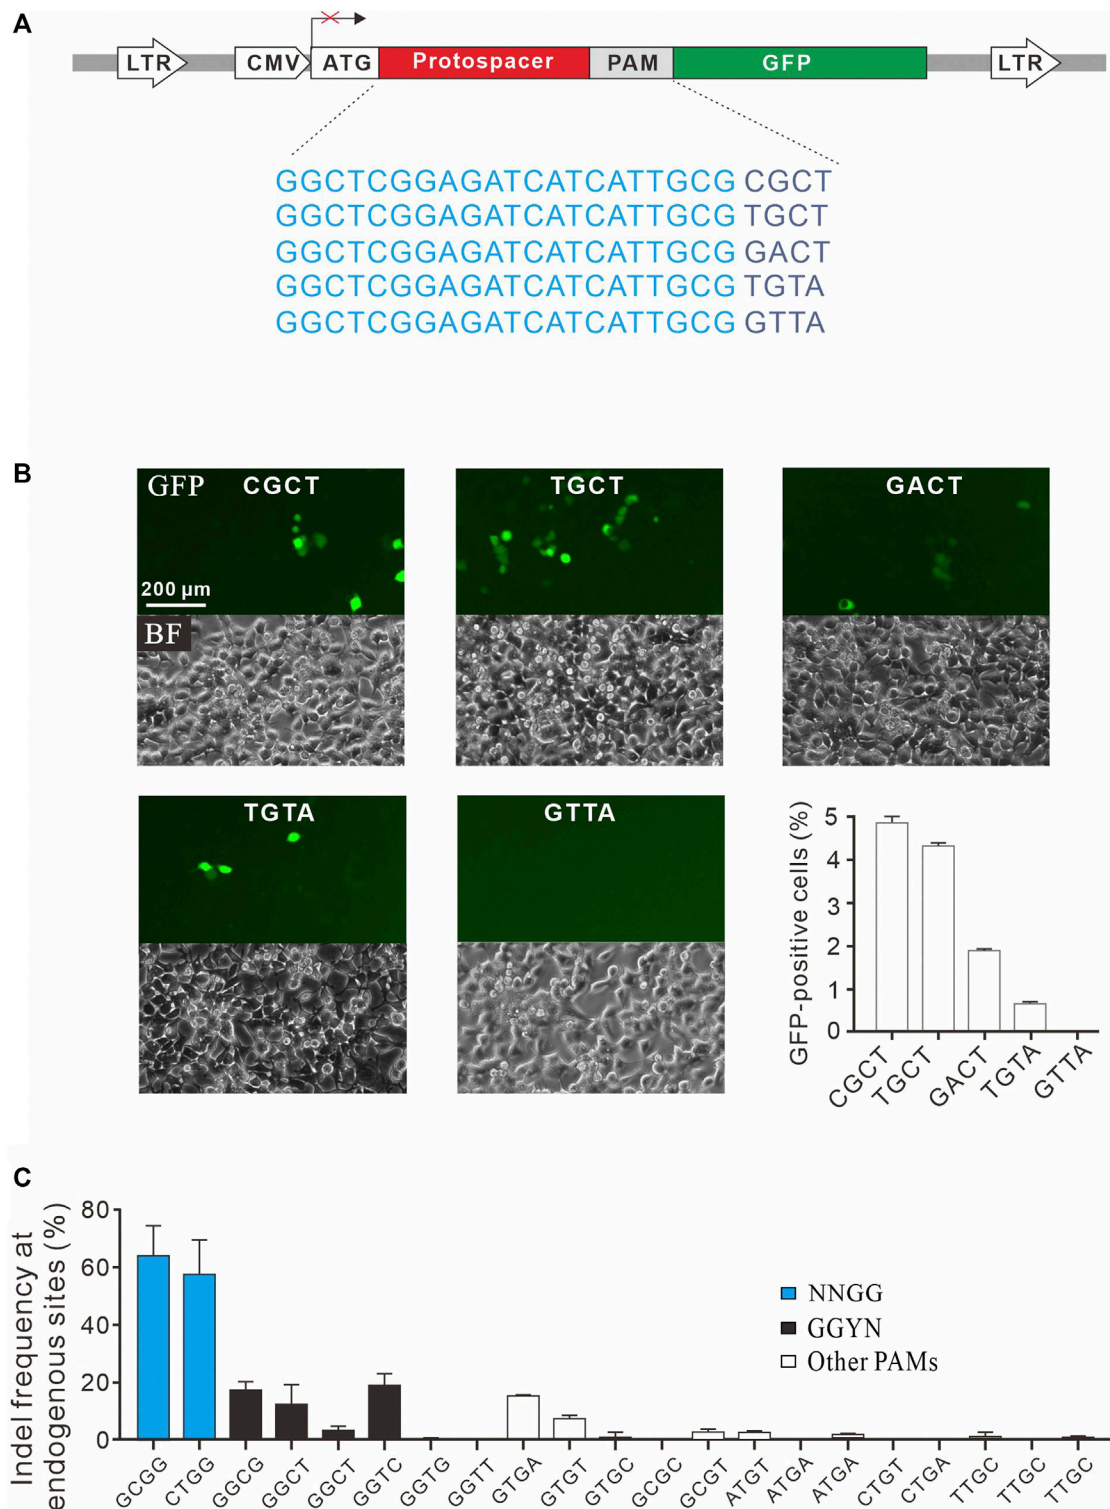 A
LTR CMV ATG Protospacer PAM GFP LTR
GGCTCGGAGATCATCATTGCG CGCT
GGCTCGGAGATCATCATTGCG TGCT
GGCTCGGAGATCATCATTGCG GACT
GGCTCGGAGATCATCATTGCG TGTA
GGCTCGGAGATCATCATTGCG GTTA
B
GFP CGCT
200 µm
BF
TGCT
GACT
TGTA
GTTA
GFP-positive cells (%)
5
4
3
2
1
0
CGCT TGCT GACT TGTA GTTA
C
Indel frequency at
endogenous sites (%)
80
60
40
20
0
NNGG
GGYN
Other PAMs
GCGG CTGG GGCG GGCT GGCT GGTC GGTG GGTT GTGA GTGT GTGC GCGC GCGT ATGT ATGA ATGA CTGT CTGA TTGC TTGC TTGC